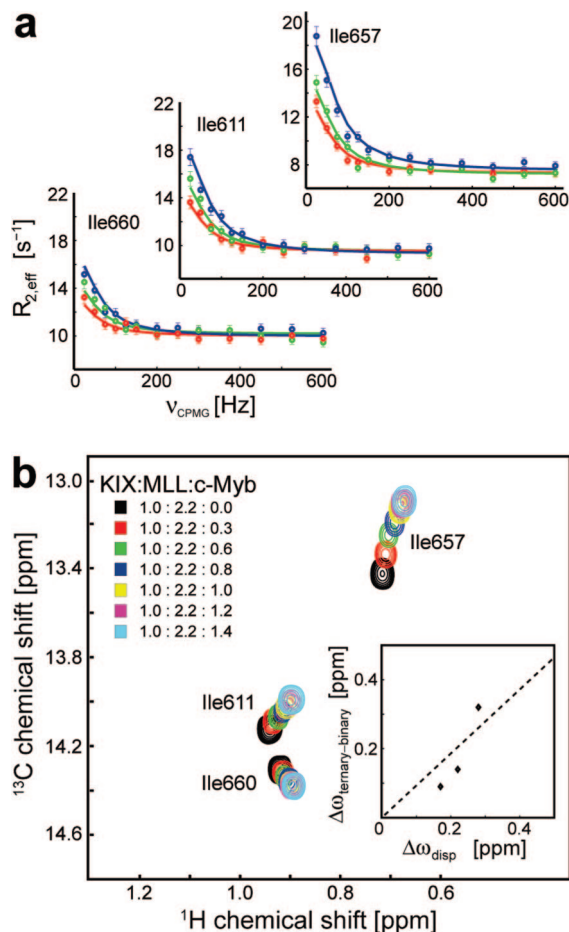 a
Ile657
20
16
12
8
0 200 400 600
Ile611
22
18
14
10
0 200 400 600
Ile660
22
18
14
10
0 200 400 600
R2,eff [s⁻¹]
νCPMG [Hz]
b
KIX:MLL:c-Myb
1.0 : 2.2 : 0.0
1.0 : 2.2 : 0.3
1.0 : 2.2 : 0.6
1.0 : 2.2 : 0.8
1.0 : 2.2 : 1.0
1.0 : 2.2 : 1.2
1.0 : 2.2 : 1.4
Ile657
Ile611
Ile660
13.0
13.4
13.8
14.2
14.6
¹³C chemical shift [ppm]
1.2 0.9 0.6
¹H chemical shift [ppm]
0.4
0.1
0 0.2 0.4
Δωternary–binary [ppm]
Δωdisp [ppm]